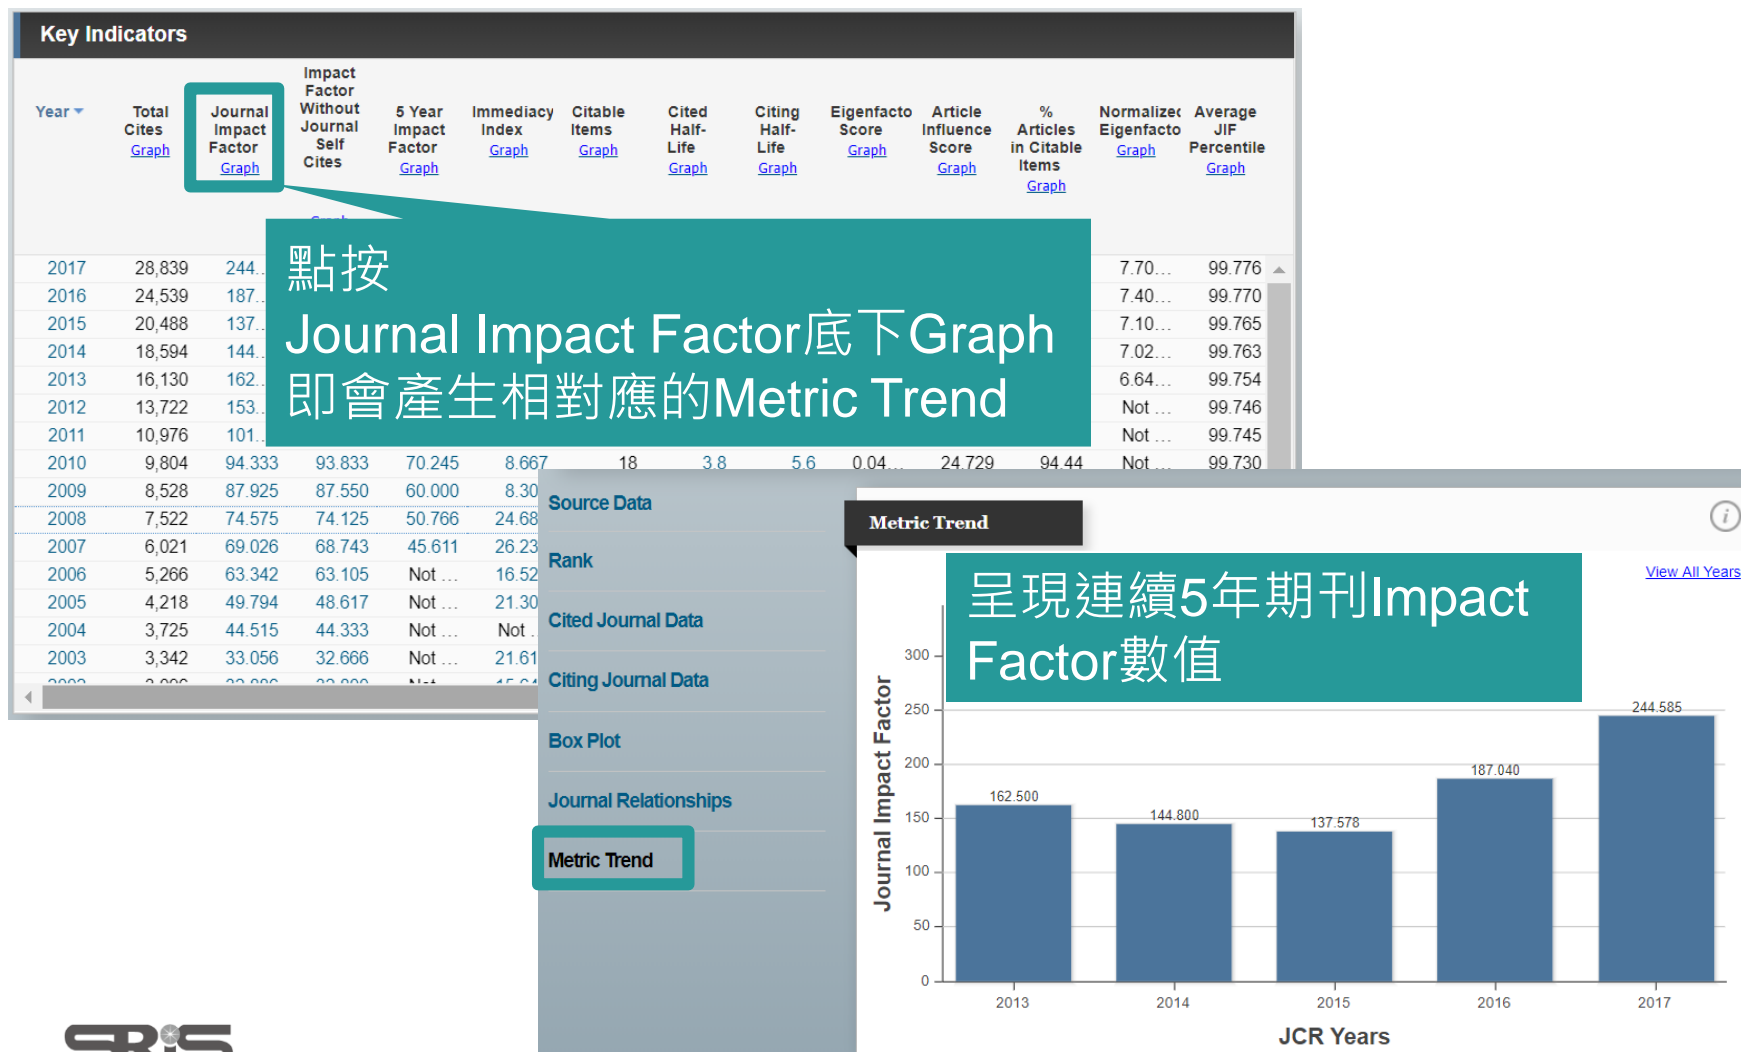 Key Indicators
Year
Total Cites Graph
Journal Impact Factor Graph
Impact Factor Without Journal Self Cites
5 Year Impact Factor Graph
Immediacy Index Graph
Citable Items Graph
Cited Half-Life Graph
Citing Half-Life Graph
Eigenfacto Score Graph
Article Influence Score Graph
% Articles in Citable Items Graph
Normalized Eigenfacto Graph
Average JIF Percentile Graph
點按
Journal Impact Factor底下Graph
即會產生相對應的Metric Trend
2017 28,839 244... 7.70... 99.776
2016 24,539 187... 7.40... 99.770
2015 20,488 137... 7.10... 99.765
2014 18,594 144... 7.02... 99.763
2013 16,130 162... 6.64... 99.754
2012 13,722 153... Not ... 99.746
2011 10,976 101... Not ... 99.745
2010 9,804 94.333 93.833 70.245 8.667 18 3.8 5.6 0.04... 24.729 94.44 Not ... 99.730
2009 8,528 87.925 87.550 60.000 8.30
2008 7,522 74.575 74.125 50.766 24.68
2007 6,021 69.026 68.743 45.611 26.23
2006 5,266 63.342 63.105 Not ... 16.52
2005 4,218 49.794 48.617 Not ... 21.30
2004 3,725 44.515 44.333 Not ... Not ..
2003 3,342 33.056 32.666 Not ... 21.61
Source Data
Rank
Cited Journal Data
Citing Journal Data
Box Plot
Journal Relationships
Metric Trend
Metric Trend
i
View All Years
呈現連續5年期刊Impact
Factor數值
Journal Impact Factor
300
250
200
150
100
50
0
162.500
144.800
137.578
187.040
244.585
2013 2014 2015 2016 2017
JCR Years